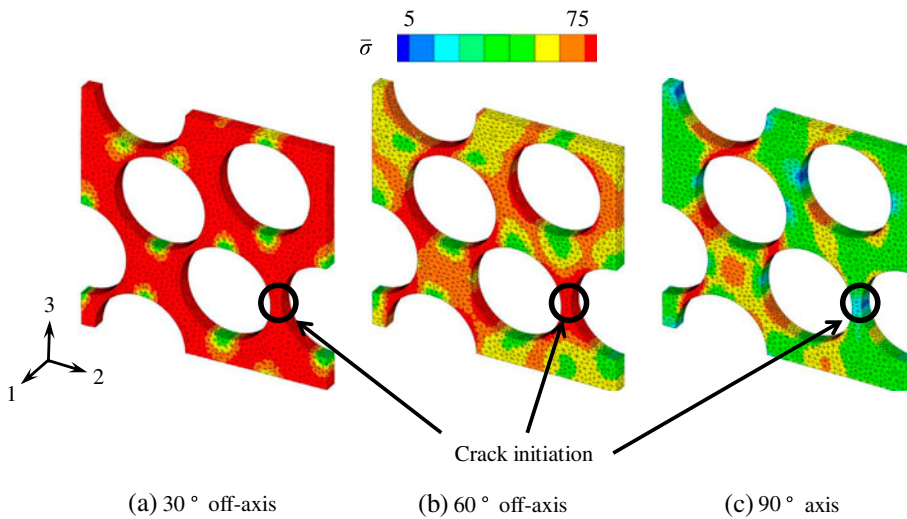 5 75
σ̄
3
1 2
Crack initiation
(a) 30 ° off-axis (b) 60 ° off-axis (c) 90 ° axis